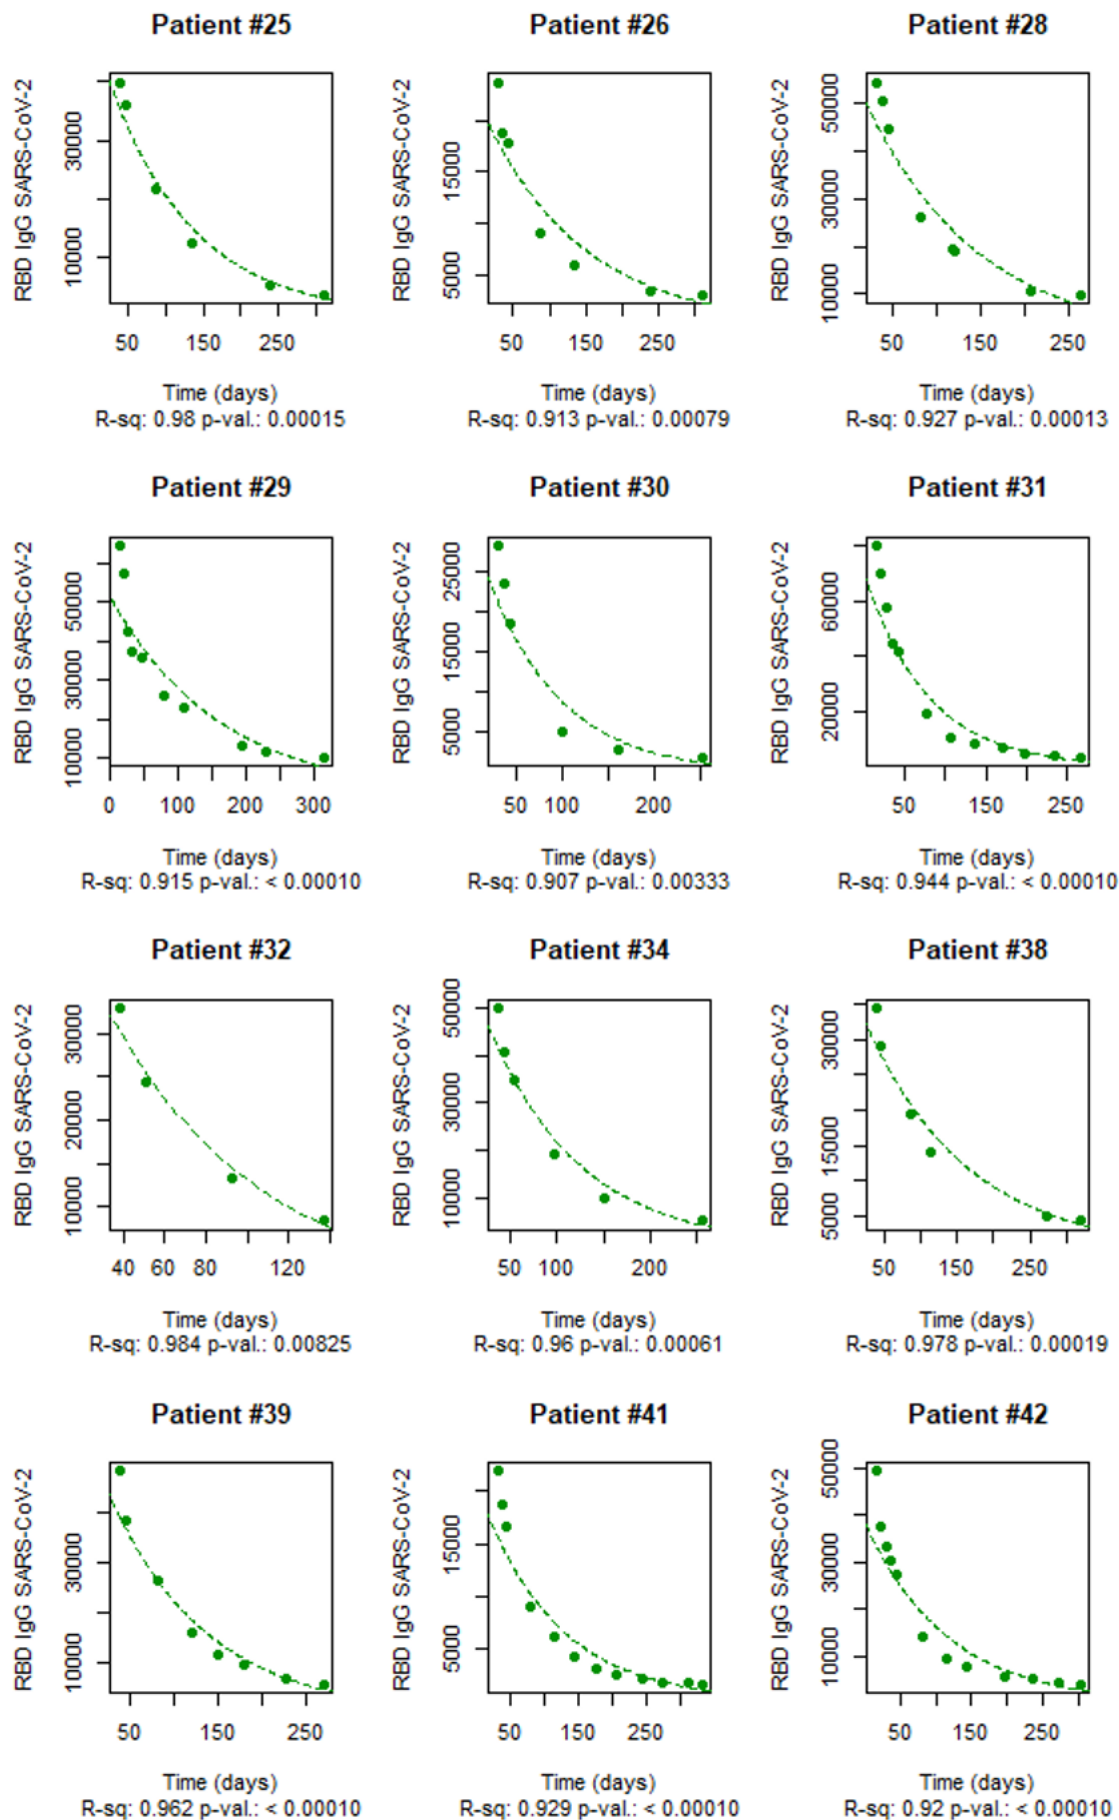 Patient #25
RBD IgG SARS-CoV-2
30000
10000
50 150 250
Time (days)
R-sq: 0.98 p-val.: 0.00015
Patient #26
RBD IgG SARS-CoV-2
15000
5000
50 150 250
Time (days)
R-sq: 0.913 p-val.: 0.00079
Patient #28
RBD IgG SARS-CoV-2
50000
30000
10000
50 150 250
Time (days)
R-sq: 0.927 p-val.: 0.00013
Patient #29
RBD IgG SARS-CoV-2
50000
30000
10000
0 100 200 300
Time (days)
R-sq: 0.915 p-val.: < 0.00010
Patient #30
RBD IgG SARS-CoV-2
25000
15000
5000
50 100 200
Time (days)
R-sq: 0.907 p-val.: 0.00333
Patient #31
RBD IgG SARS-CoV-2
60000
20000
50 150 250
Time (days)
R-sq: 0.944 p-val.: < 0.00010
Patient #32
RBD IgG SARS-CoV-2
30000
20000
10000
40 60 80 120
Time (days)
R-sq: 0.984 p-val.: 0.00825
Patient #34
RBD IgG SARS-CoV-2
50000
30000
10000
50 100 200
Time (days)
R-sq: 0.96 p-val.: 0.00061
Patient #38
RBD IgG SARS-CoV-2
30000
15000
5000
50 150 250
Time (days)
R-sq: 0.978 p-val.: 0.00019
Patient #39
RBD IgG SARS-CoV-2
30000
10000
50 150 250
Time (days)
R-sq: 0.962 p-val.: < 0.00010
Patient #41
RBD IgG SARS-CoV-2
15000
5000
50 150 250
Time (days)
R-sq: 0.929 p-val.: < 0.00010
Patient #42
RBD IgG SARS-CoV-2
50000
30000
10000
50 150 250
Time (days)
R-sq: 0.92 p-val.: < 0.00010